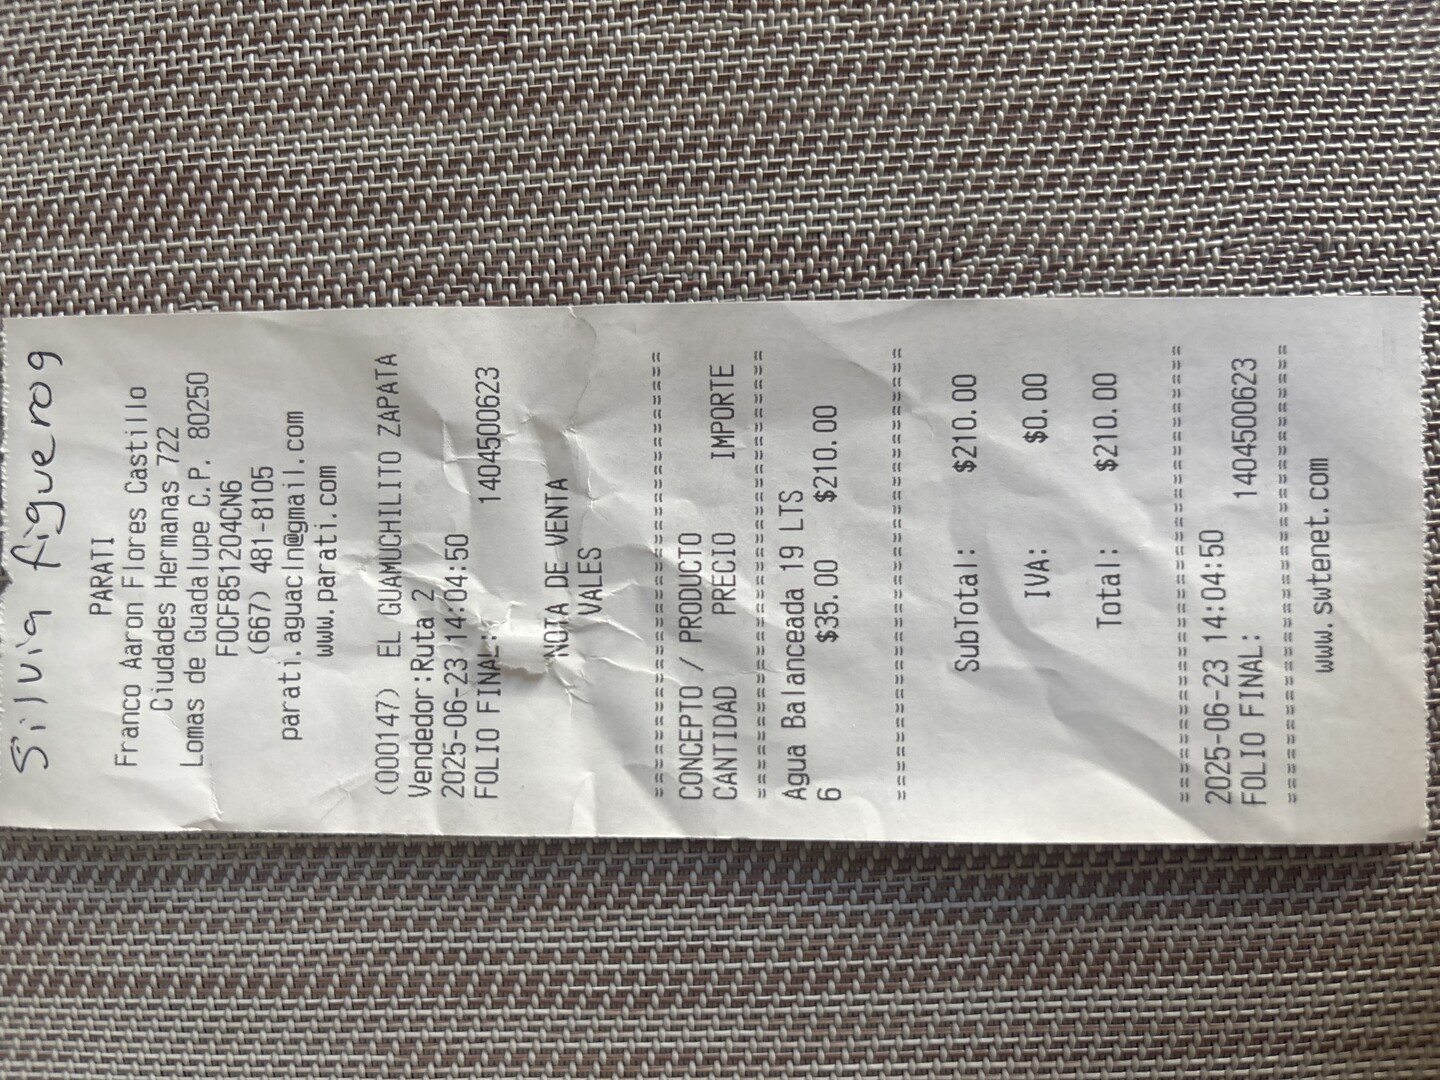 Silvia figueroa
PARATI
Franco Aaron Flores Castillo
Ciudades Hermanas 722
Lomas de Guadalupe C.P. 80250
FOCF851204CN6
(667) 481-8105
parati.aguacln@gmail.com
www.parati.com
(000147) EL GUAMUCHILITO ZAPATA
Vendedor:Ruta 2
2025-06-23 14:04:50
FOLIO FINAL: 1404500623
NOTA DE VENTA
VALES
==============================
CONCEPTO / PRODUCTO
CANTIDAD PRECIO IMPORTE
==============================
Agua Balanceada 19 LTS
6 $35.00 $210.00
==============================
SubTotal: $210.00
IVA: $0.00
Total: $210.00
==============================
2025-06-23 14:04:50
FOLIO FINAL: 1404500623
==============================
www.swtenet.com